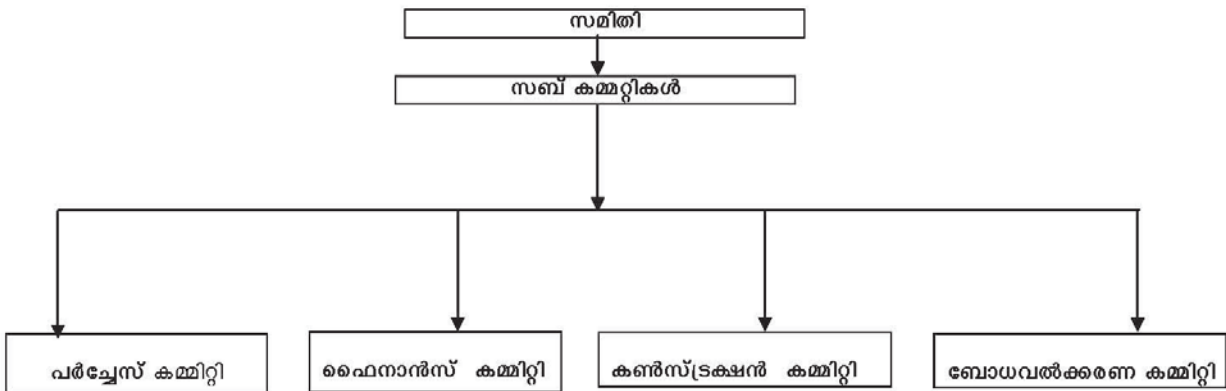 സമിതി
സബ് കമ്മറ്റികൾ
പർച്ചേസ് കമ്മിറ്റി
ഫൈനാൻസ് കമ്മിറ്റി
കൺസ്ട്രക്ഷൻ കമ്മിറ്റി
ബോധവൽക്കരണ കമ്മിറ്റി